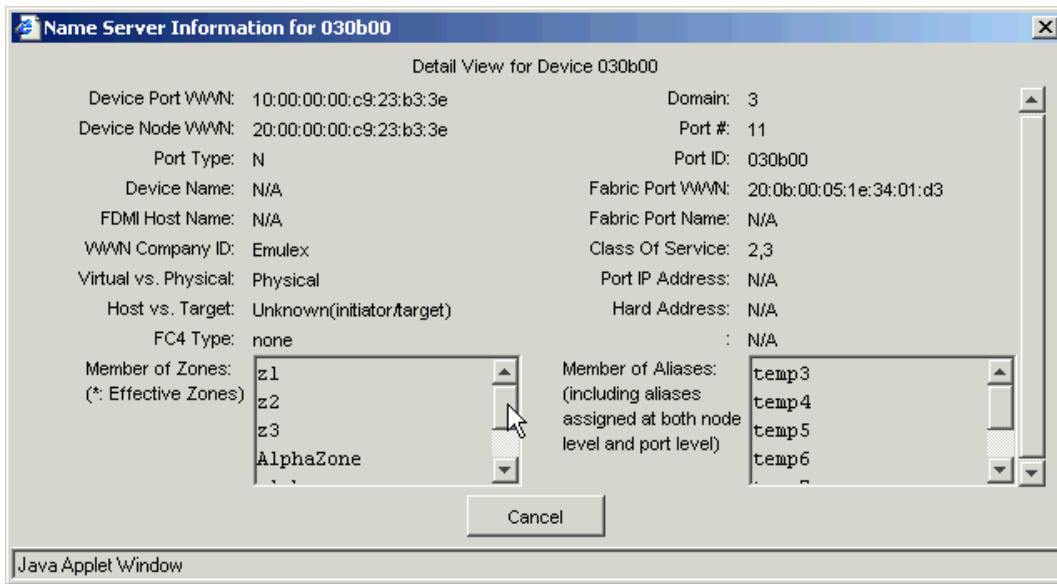 Name Server Information for 030b00
Detail View for Device 030b00
Device Port WWN: 10:00:00:00:c9:23:b3:3e
Device Node WWN: 20:00:00:00:c9:23:b3:3e
Port Type: N
Device Name: N/A
FDMI Host Name: N/A
WWN Company ID: Emulex
Virtual vs. Physical: Physical
Host vs. Target: Unknown(initiator/target)
FC4 Type: none
Member of Zones:
(*: Effective Zones)
z1
z2
z3
AlphaZone
Domain: 3
Port #: 11
Port ID: 030b00
Fabric Port WWN: 20:0b:00:05:1e:34:01:d3
Fabric Port Name: N/A
Class Of Service: 2,3
Port IP Address: N/A
Hard Address: N/A
: N/A
Member of Aliases:
(including aliases
assigned at both node
level and port level)
temp3
temp4
temp5
temp6
Cancel
Java Applet Window